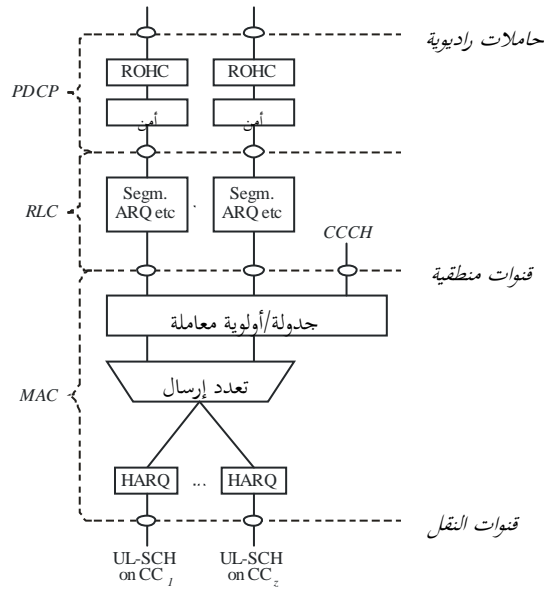 حاملات راديوية
ROHC ROHC
PDCP
أمن أمن
Segm. ARQ etc . Segm. ARQ etc
RLC
CCCH
قنوات منطقية
جدولة/أولوية معاملة
تعدد إرسال
MAC
HARQ ... HARQ
قنوات النقل
UL-SCH on CC1 UL-SCH on CCz